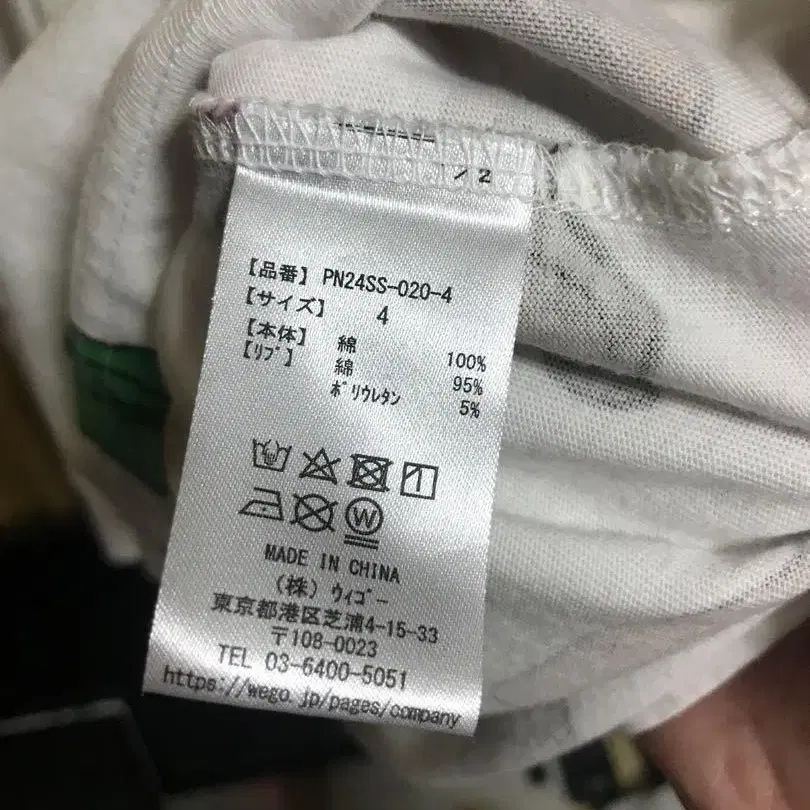 / 2
【品番】 PN24SS-020-4
【サイズ】 4
【本体】 綿 100%
【リブ】 綿 95%
ポリウレタン 5%
W
MADE IN CHINA
(株) ウィゴー
東京都港区芝浦4-15-33
〒108-0023
TEL 03-6400-5051
https://wego.jp/pages/company